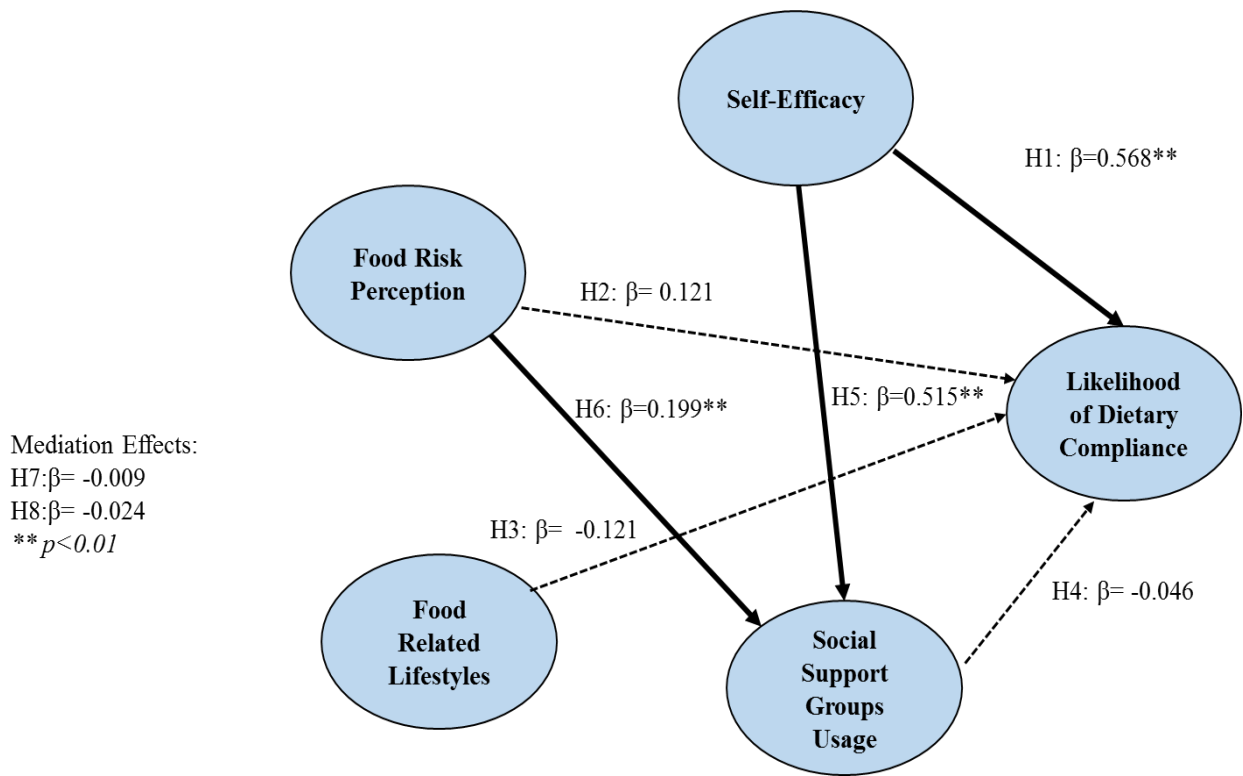 Self-Efficacy
H1: β=0.568**
Food Risk
Perception
H2: β= 0.121
Likelihood
of Dietary
Compliance
H6: β=0.199**
H5: β=0.515**
Mediation Effects:
H7:β= -0.009
H8:β= -0.024
** p<0.01
H3: β= -0.121
H4: β= -0.046
Food
Related
Lifestyles
Social
Support
Groups
Usage